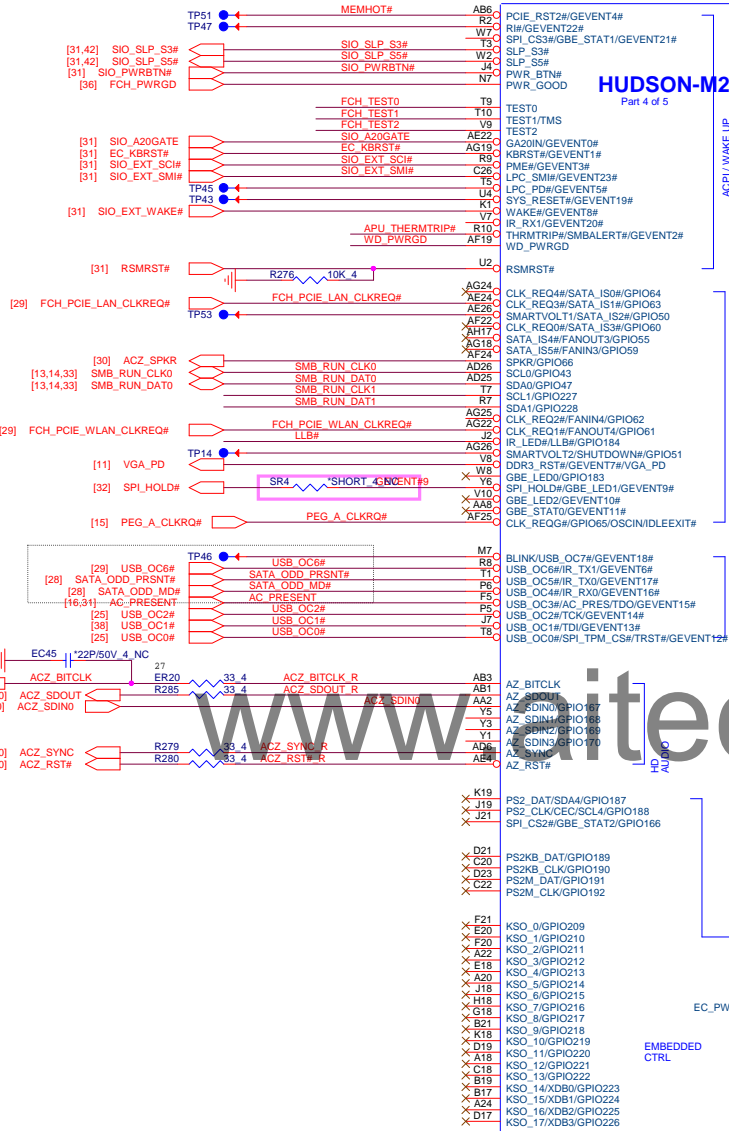 TP51 MEMHOT# AB6 PCIE_RST2#/GEVENT4#
TP47 R2 RI#/GEVENT22#
W7 SPI_CS3#/GBE_STAT1/GEVENT21#
[31,42] SIO_SLP_S3# SIO_SLP_S3# T3 SLP_S3#
[31,42] SIO_SLP_S5# SIO_SLP_S5# W2 SLP_S5#
[31] SIO_PWRBTN# SIO_PWRBTN# J4 PWR_BTN#
[36] FCH_PWRGD N7 PWR_GOOD
HUDSON-M2
Part 4 of 5
FCH_TEST0 T9 TEST0
FCH_TEST1 T10 TEST1/TMS
FCH_TEST2 V9 TEST2
[31] SIO_A20GATE SIO_A20GATE AE22 GA20IN/GEVENT0#
[31] EC_KBRST# EC_KBRST# AG19 KBRST#/GEVENT1#
[31] SIO_EXT_SCI# SIO_EXT_SCI# R9 PME#/GEVENT3#
[31] SIO_EXT_SMI# SIO_EXT_SMI# C26 LPC_SMI#/GEVENT23#
TP45 T5 LPC_PD#/GEVENT5#
TP43 U4 SYS_RESET#/GEVENT19#
[31] SIO_EXT_WAKE# K1 WAKE#/GEVENT8#
V7 IR_RX1/GEVENT20#
APU_THERMTRIP# R10 THRMTRIP#/SMBALERT#/GEVENT2#
WD_PWRGD AF19 WD_PWRGD
ACPI / WAKE UP
[31] RSMRST# U2 RSMRST#
R276 10K_4
AG24 CLK_REQ4#/SATA_IS0#/GPIO64
[29] FCH_PCIE_LAN_CLKREQ# FCH_PCIE_LAN_CLKREQ# AE24 CLK_REQ3#/SATA_IS1#/GPIO63
TP53 AE26 SMARTVOLT1/SATA_IS2#/GPIO50
AF22 CLK_REQ0#/SATA_IS3#/GPIO60
AH17 SATA_IS4#/FANOUT3/GPIO55
AG18 SATA_IS5#/FANIN3/GPIO59
[30] ACZ_SPKR AF24 SPKR/GPIO66
[13,14,33] SMB_RUN_CLK0 SMB_RUN_CLK0 AD26 SCL0/GPIO43
[13,14,33] SMB_RUN_DAT0 SMB_RUN_DAT0 AD25 SDA0/GPIO47
SMB_RUN_CLK1 T7 SCL1/GPIO227
SMB_RUN_DAT1 R7 SDA1/GPIO228
AG25 CLK_REQ2#/FANIN4/GPIO62
[29] FCH_PCIE_WLAN_CLKREQ# FCH_PCIE_WLAN_CLKREQ# AG22 CLK_REQ1#/FANOUT4/GPIO61
LLB# J2 IR_LED#/LLB#/GPIO184
TP14 AG26 SMARTVOLT2/SHUTDOWN#/GPIO51
[11] VGA_PD V8 DDR3_RST#/GEVENT7#/VGA_PD
W8 GBE_LED0/GPIO183
[32] SPI_HOLD# SR4 *SHORT_4_NC GEVENT#9 Y6 SPI_HOLD#/GBE_LED1/GEVENT9#
V10 GBE_LED2/GEVENT10#
AA8 GBE_STAT0/GEVENT11#
[15] PEG_A_CLKRQ# PEG_A_CLKRQ# AF25 CLK_REQG#/GPIO65/OSCIN/IDLEEXIT#
TP46 M7 BLINK/USB_OC7#/GEVENT18#
[29] USB_OC6# USB_OC6# R8 USB_OC6#/IR_TX1/GEVENT6#
[28] SATA_ODD_PRSNT# SATA_ODD_PRSNT# T1 USB_OC5#/IR_TX0/GEVENT17#
[28] SATA_ODD_MD# SATA_ODD_MD# P6 USB_OC4#/IR_RX0/GEVENT16#
[16,31] AC_PRESENT AC_PRESENT F5 USB_OC3#/AC_PRES/TDO/GEVENT15#
[25] USB_OC2# USB_OC2# P5 USB_OC2#/TCK/GEVENT14#
[38] USB_OC1# USB_OC1# J7 USB_OC1#/TDI/GEVENT13#
[25] USB_OC0# USB_OC0# T8 USB_OC0#/SPI_TPM_CS#/TRST#/GEVENT12#
EC45 *22P/50V_4_NC
27
ACZ_BITCLK ER20 33_4 ACZ_BITCLK_R AB3 AZ_BITCLK
0] ACZ_SDOUT R285 33_4 ACZ_SDOUT_R AB1 AZ_SDOUT
0] ACZ_SDIN0 ACZ_SDIN0 AA2 AZ_SDIN0/GPIO167
Y5 AZ_SDIN1/GPIO168
Y3 AZ_SDIN2/GPIO169
Y1 AZ_SDIN3/GPIO170
0] ACZ_SYNC R279 33_4 ACZ_SYNC_R AD6 AZ_SYNC
0] ACZ_RST# R280 33_4 ACZ_RST#_R AE4 AZ_RST#
HD AUDIO
www.aitec
K19 PS2_DAT/SDA4/GPIO187
J19 PS2_CLK/CEC/SCL4/GPIO188
J21 SPI_CS2#/GBE_STAT2/GPIO166
D21 PS2KB_DAT/GPIO189
C20 PS2KB_CLK/GPIO190
D23 PS2M_DAT/GPIO191
C22 PS2M_CLK/GPIO192
F21 KSO_0/GPIO209
E20 KSO_1/GPIO210
F20 KSO_2/GPIO211
A22 KSO_3/GPIO212
E18 KSO_4/GPIO213
A20 KSO_5/GPIO214
J18 KSO_6/GPIO215
H18 KSO_7/GPIO216
G18 KSO_8/GPIO217
B21 KSO_9/GPIO218
K18 KSO_10/GPIO219
D19 KSO_11/GPIO220
A18 KSO_12/GPIO221
C18 KSO_13/GPIO222
B19 KSO_14/XDB0/GPIO223
B17 KSO_15/XDB1/GPIO224
A24 KSO_16/XDB2/GPIO225
D17 KSO_17/XDB3/GPIO226
EC_PW
EMBEDDED
CTRL